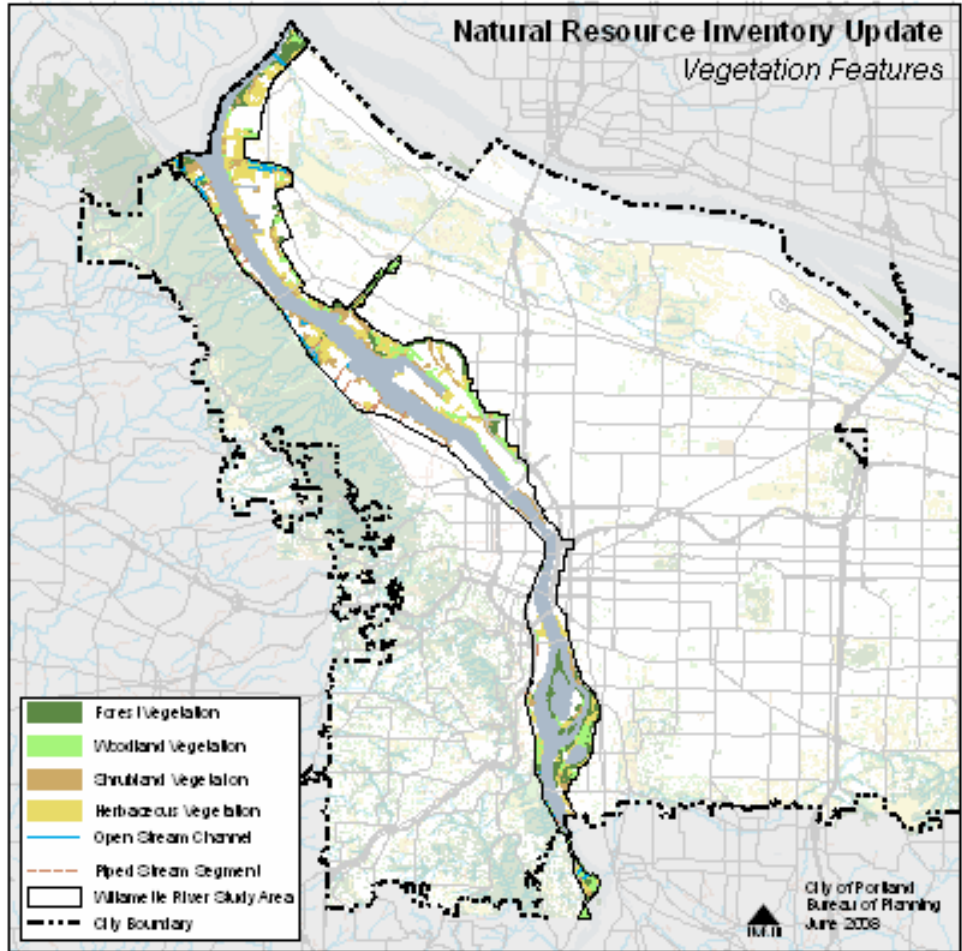 Natural Resource Inventory Update
Vegetation Features
Forest Vegetation
Woodland Vegetation
Shrubland Vegetation
Herbaceous Vegetation
Open Stream Channel
Piped Stream Segment
Willamette River Study Area
City Boundary
City of Portland
Bureau of Planning
June 2008